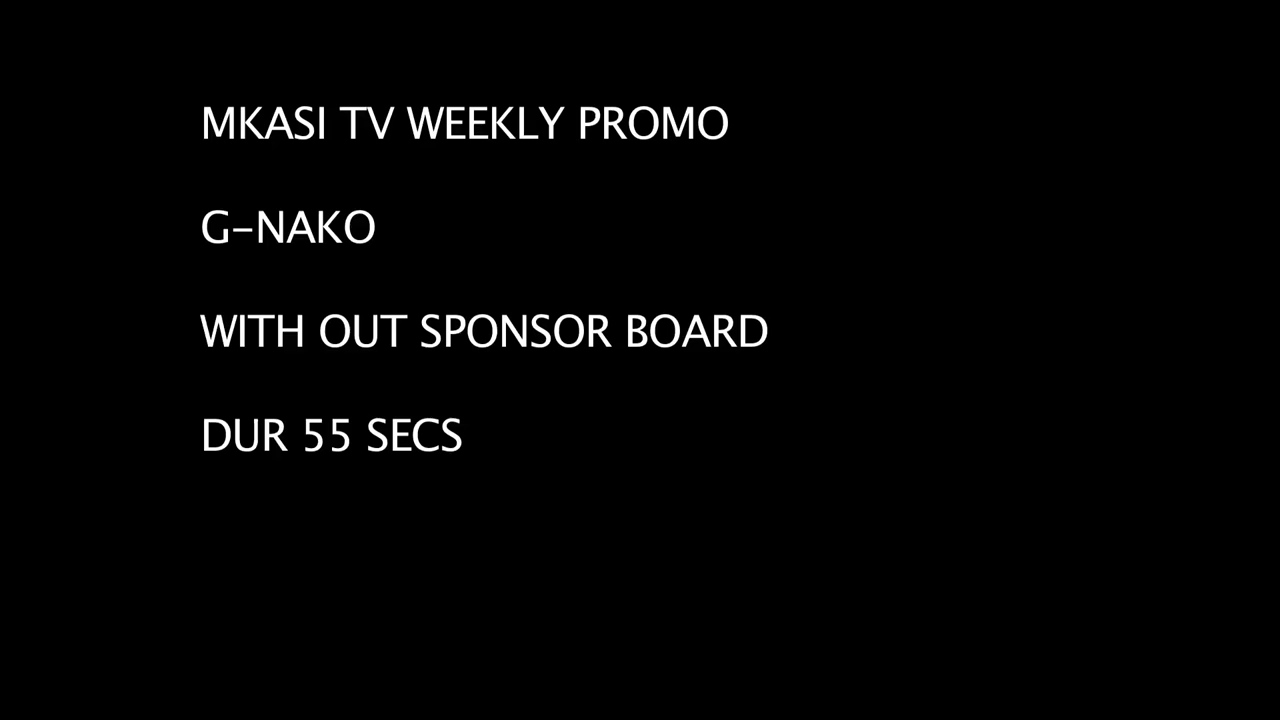 MKASI TV WEEKLY PROMO
G-NAKO
WITH OUT SPONSOR BOARD
DUR 55 SECS